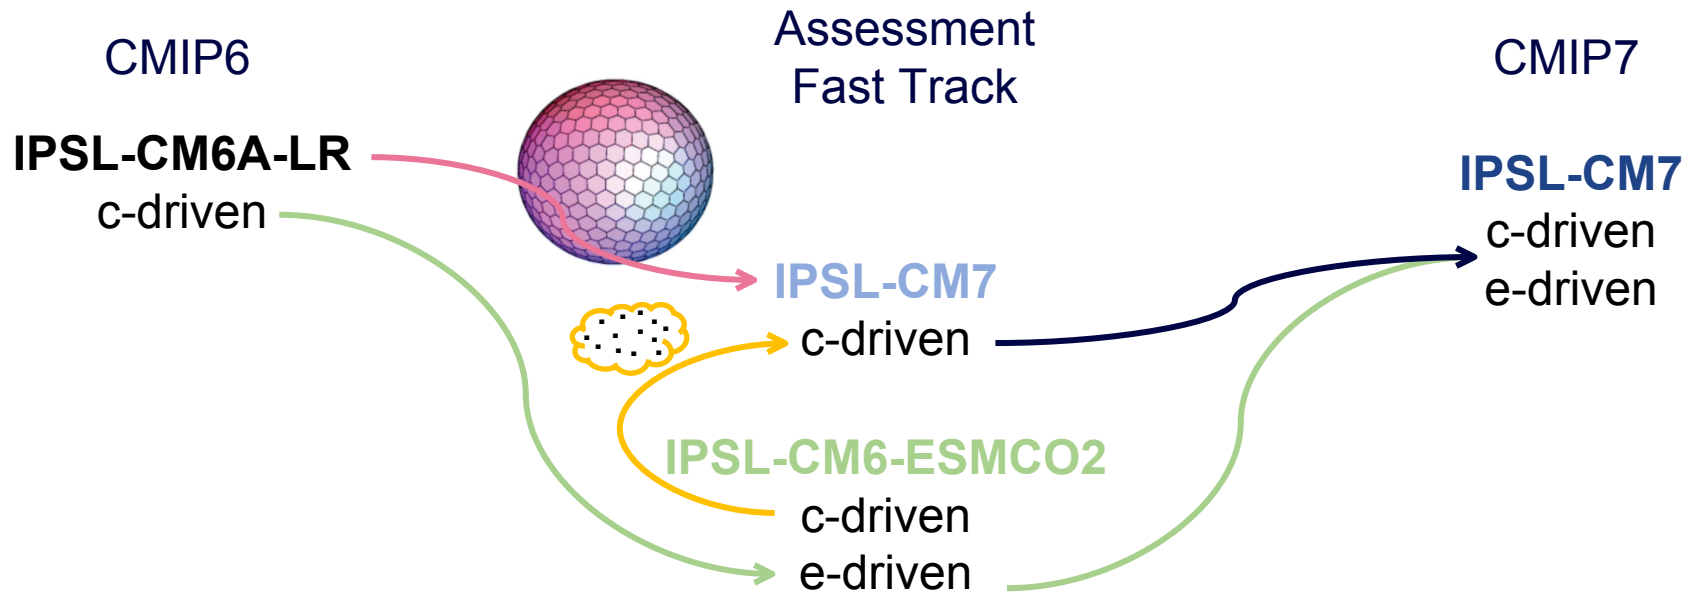 CMIP6
IPSL-CM6A-LR
c-driven
Assessment
Fast Track
IPSL-CM7
c-driven
IPSL-CM6-ESMCO2
c-driven
e-driven
CMIP7
IPSL-CM7
c-driven
e-driven